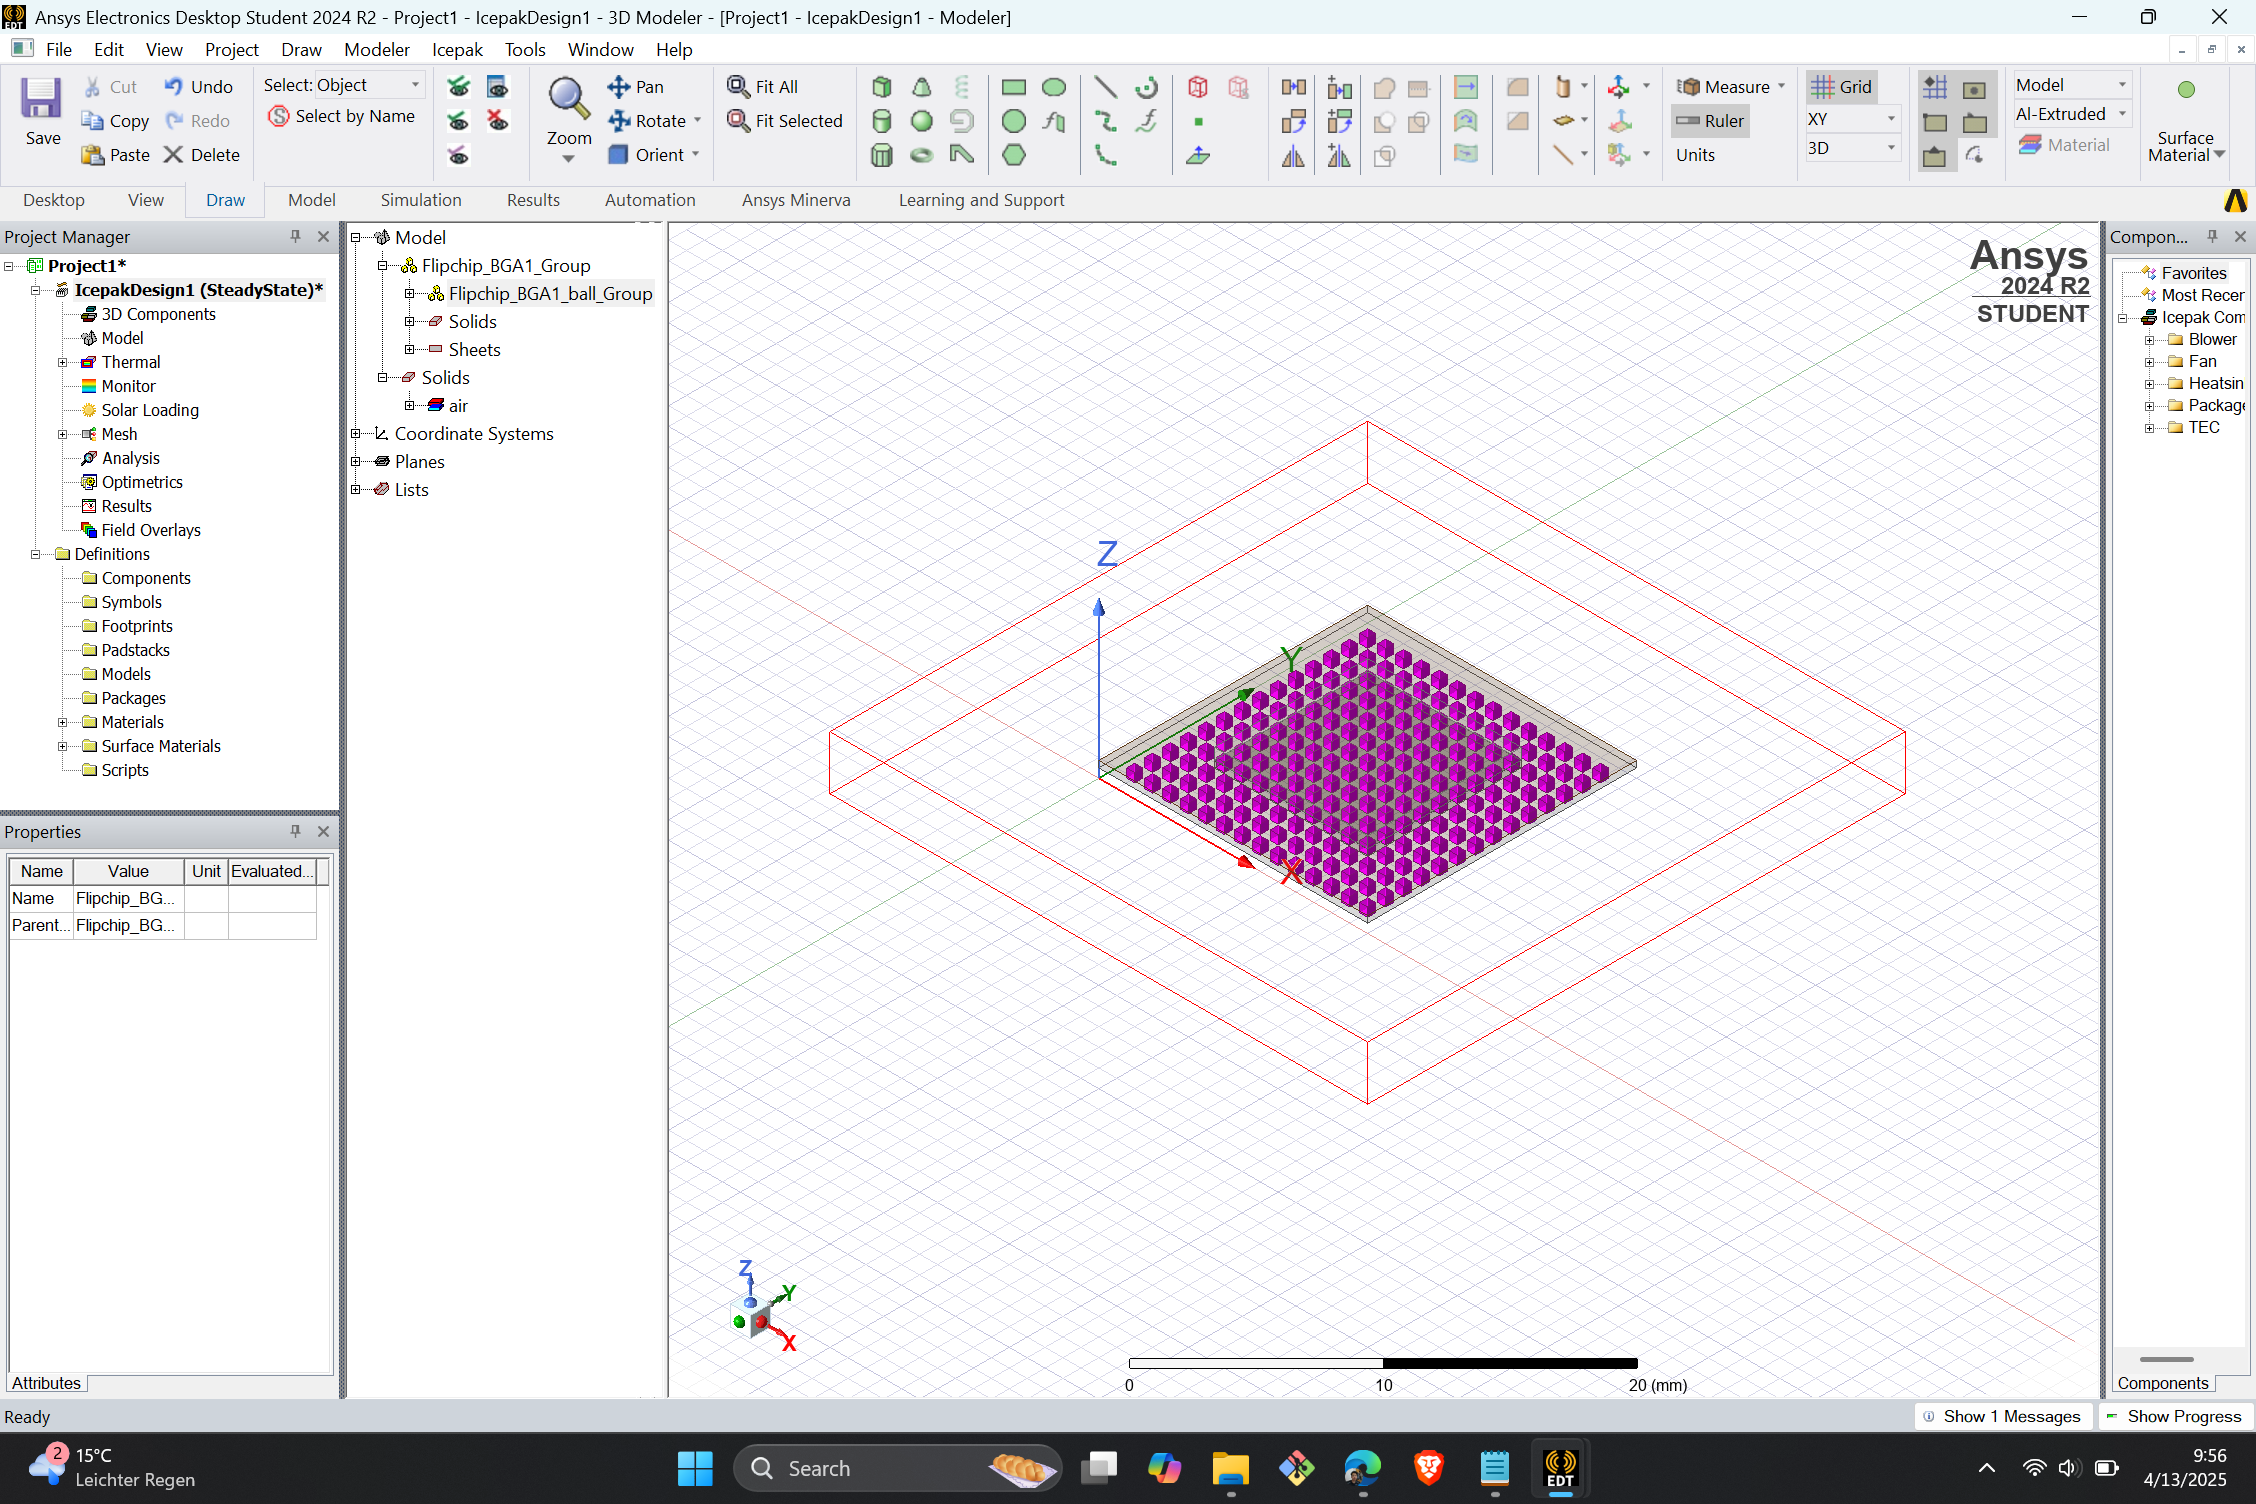 Ansys Electronics Desktop Student 2024 R2 - Project1 - IcepakDesign1 - 3D Modeler - [Project1 - IcepakDesign1 - Modeler]
File Edit View Project Draw Modeler Icepak Tools Window Help
Save
Cut
Copy
Paste
Undo
Redo
Delete
Select: Object
Select by Name
Zoom
Pan
Rotate
Orient
Fit All
Fit Selected
Measure
Ruler
Units
Grid
XY
3D
Model
Al-Extruded
Material
Surface
Material
Desktop View Draw Model Simulation Results Automation Ansys Minerva Learning and Support
Project Manager
Project1*
IcepakDesign1 (SteadyState)*
3D Components
Model
Thermal
Monitor
Solar Loading
Mesh
Analysis
Optimetrics
Results
Field Overlays
Definitions
Components
Symbols
Footprints
Padstacks
Models
Packages
Materials
Surface Materials
Scripts
Properties
Name Value Unit Evaluated...
Name Flipchip_BG...
Parent... Flipchip_BG...
Attributes
Model
Flipchip_BGA1_Group
Flipchip_BGA1_ball_Group
Solids
Sheets
Solids
air
Coordinate Systems
Planes
Lists
Ansys
2024 R2
STUDENT
Z
Y
X
Z
Y
X
0 10 20 (mm)
Compon...
Favorites
Most Recen
Icepak Com
Blower
Fan
Heatsin
Package
TEC
Components
Ready
Show 1 Messages Show Progress
2
15°C
Leichter Regen
Search
EDT
9:56
4/13/2025